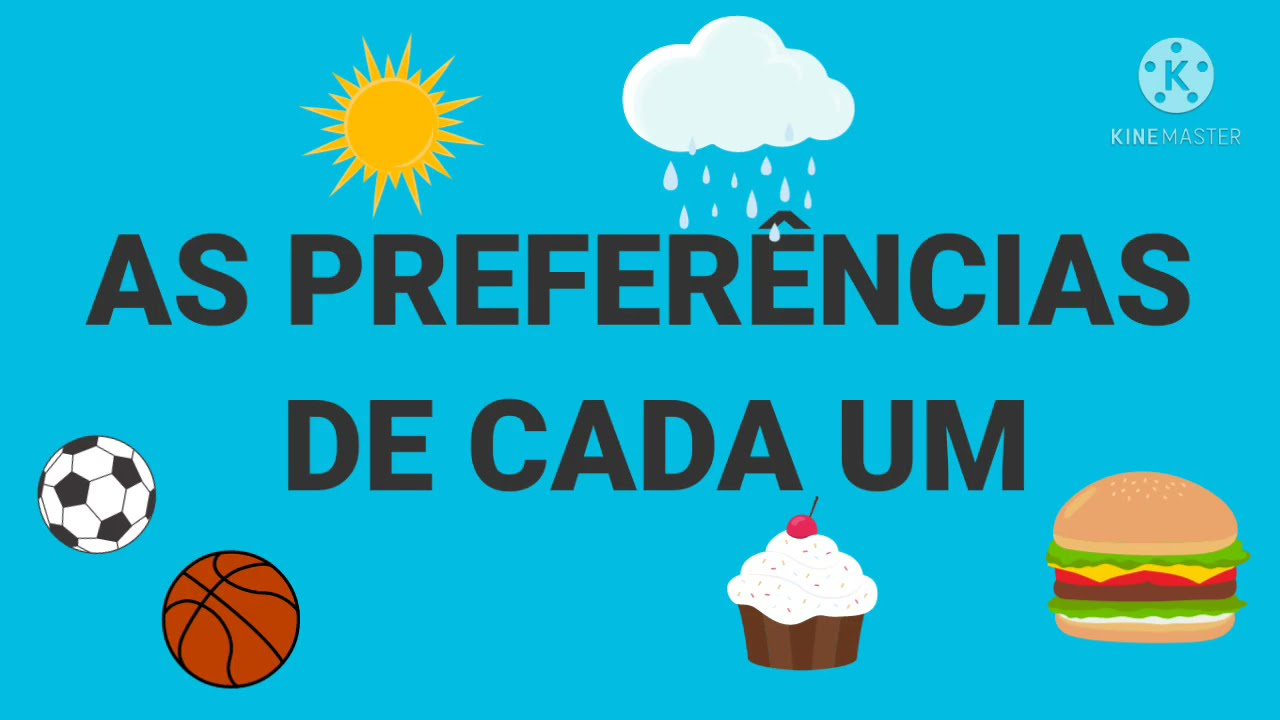 K
KINEMASTER
AS PREFERÊNCIAS
DE CADA UM